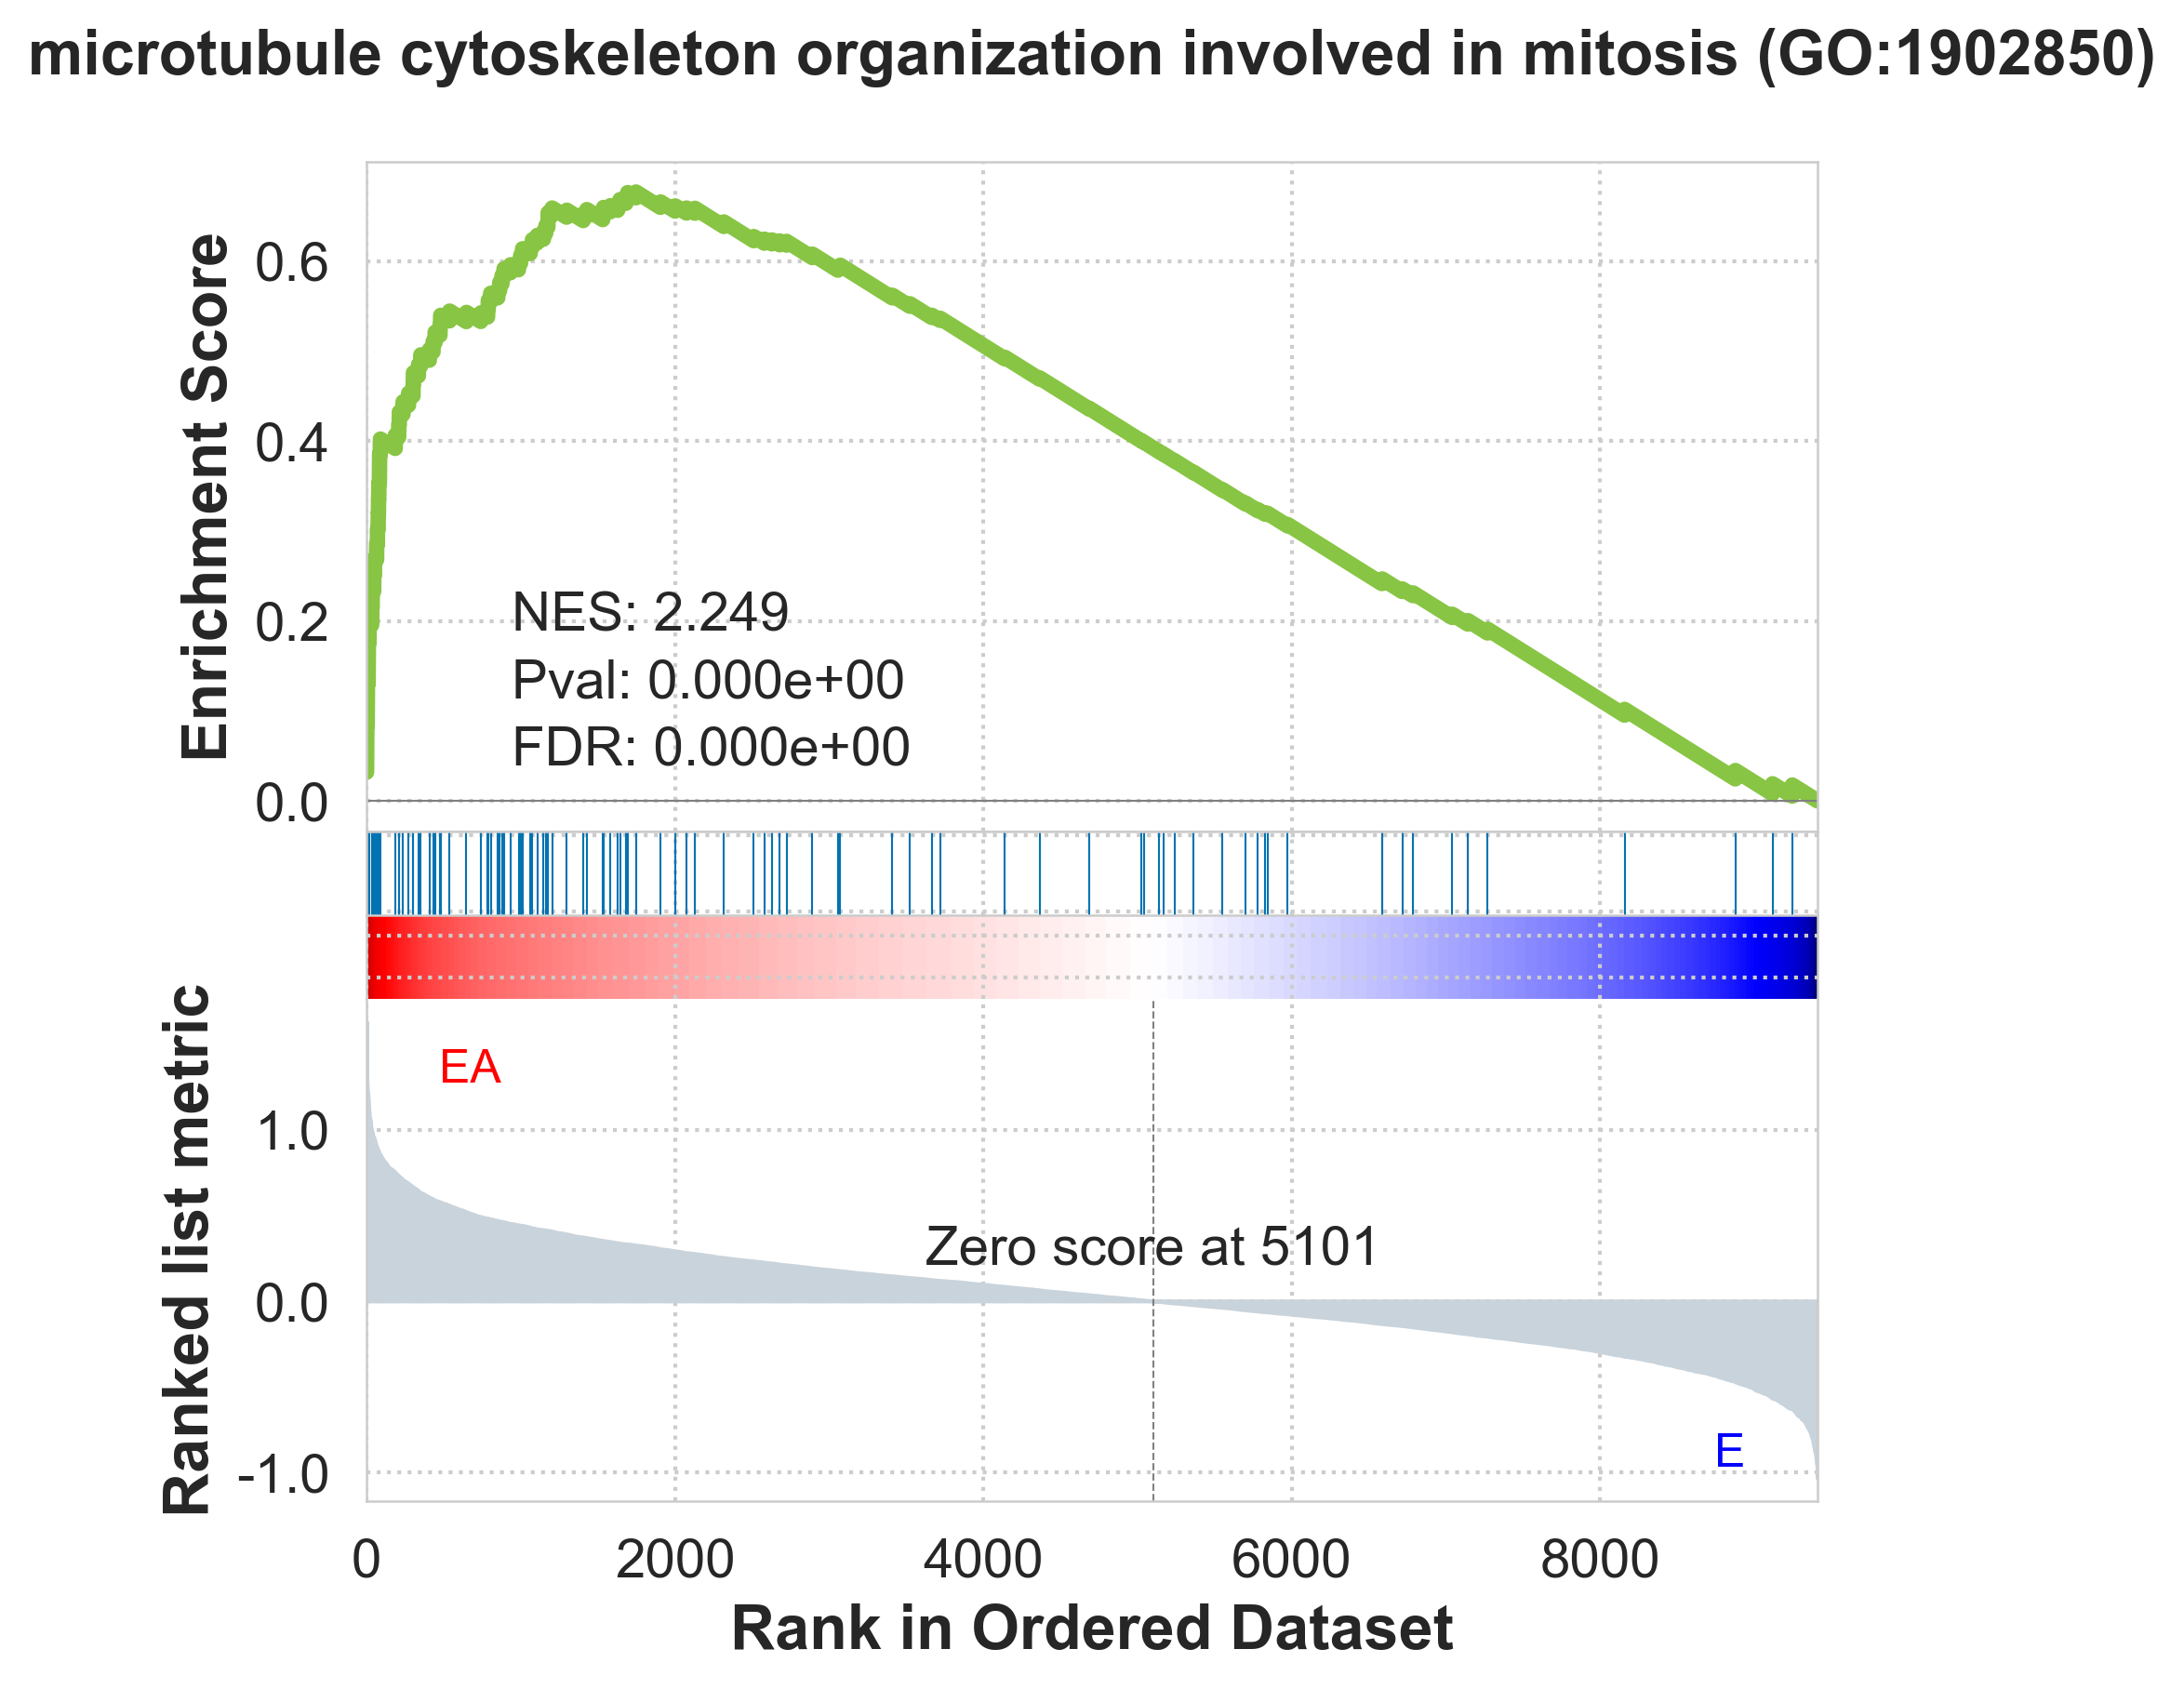 microtubule cytoskeleton organization involved in mitosis (GO:1902850)
Enrichment Score
0.6
0.4
0.2
0.0
NES: 2.249
Pval: 0.000e+00
FDR: 0.000e+00
Ranked list metric
EA
1.0
0.0
-1.0
Zero score at 5101
E
0 2000 4000 6000 8000
Rank in Ordered Dataset